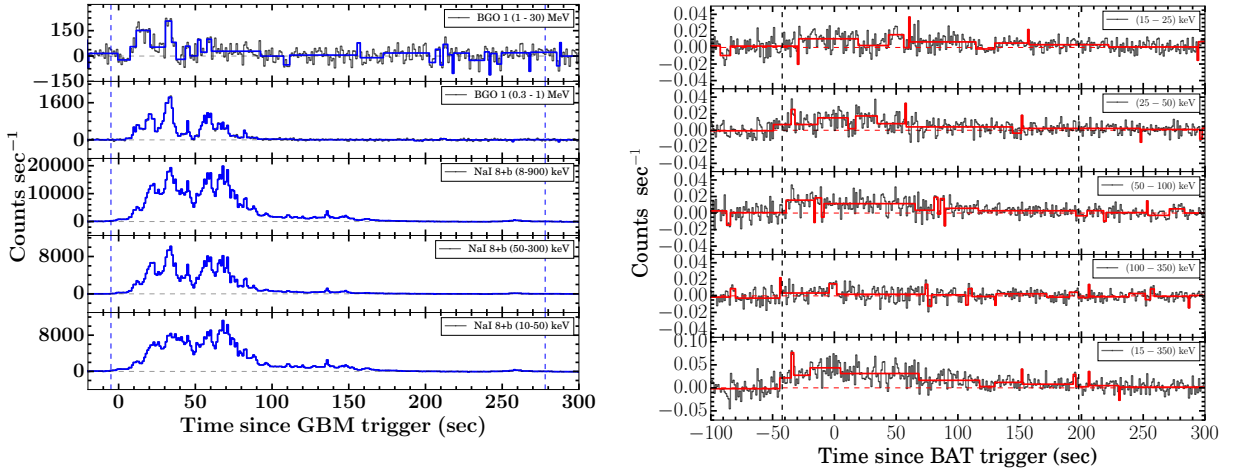 Counts sec⁻¹
150
0
−150
BGO 1 (1 - 30) MeV
1600
0
BGO 1 (0.3 - 1) MeV
20000
10000
0
NaI 8+b (8-900) keV
8000
0
NaI 8+b (50-300) keV
8000
0
NaI 8+b (10-50) keV
0 50 100 150 200 250 300
Time since GBM trigger (sec)
Counts sec⁻¹
0.04
0.02
0.00
−0.02
−0.04
(15 − 25) keV
0.04
0.02
0.00
−0.02
−0.04
(25 − 50) keV
0.04
0.02
0.00
−0.02
−0.04
(50 − 100) keV
0.04
0.02
0.00
−0.02
−0.04
(100 − 350) keV
0.10
0.05
0.00
−0.05
(15 − 350) keV
−100 −50 0 50 100 150 200 250 300
Time since BAT trigger (sec)